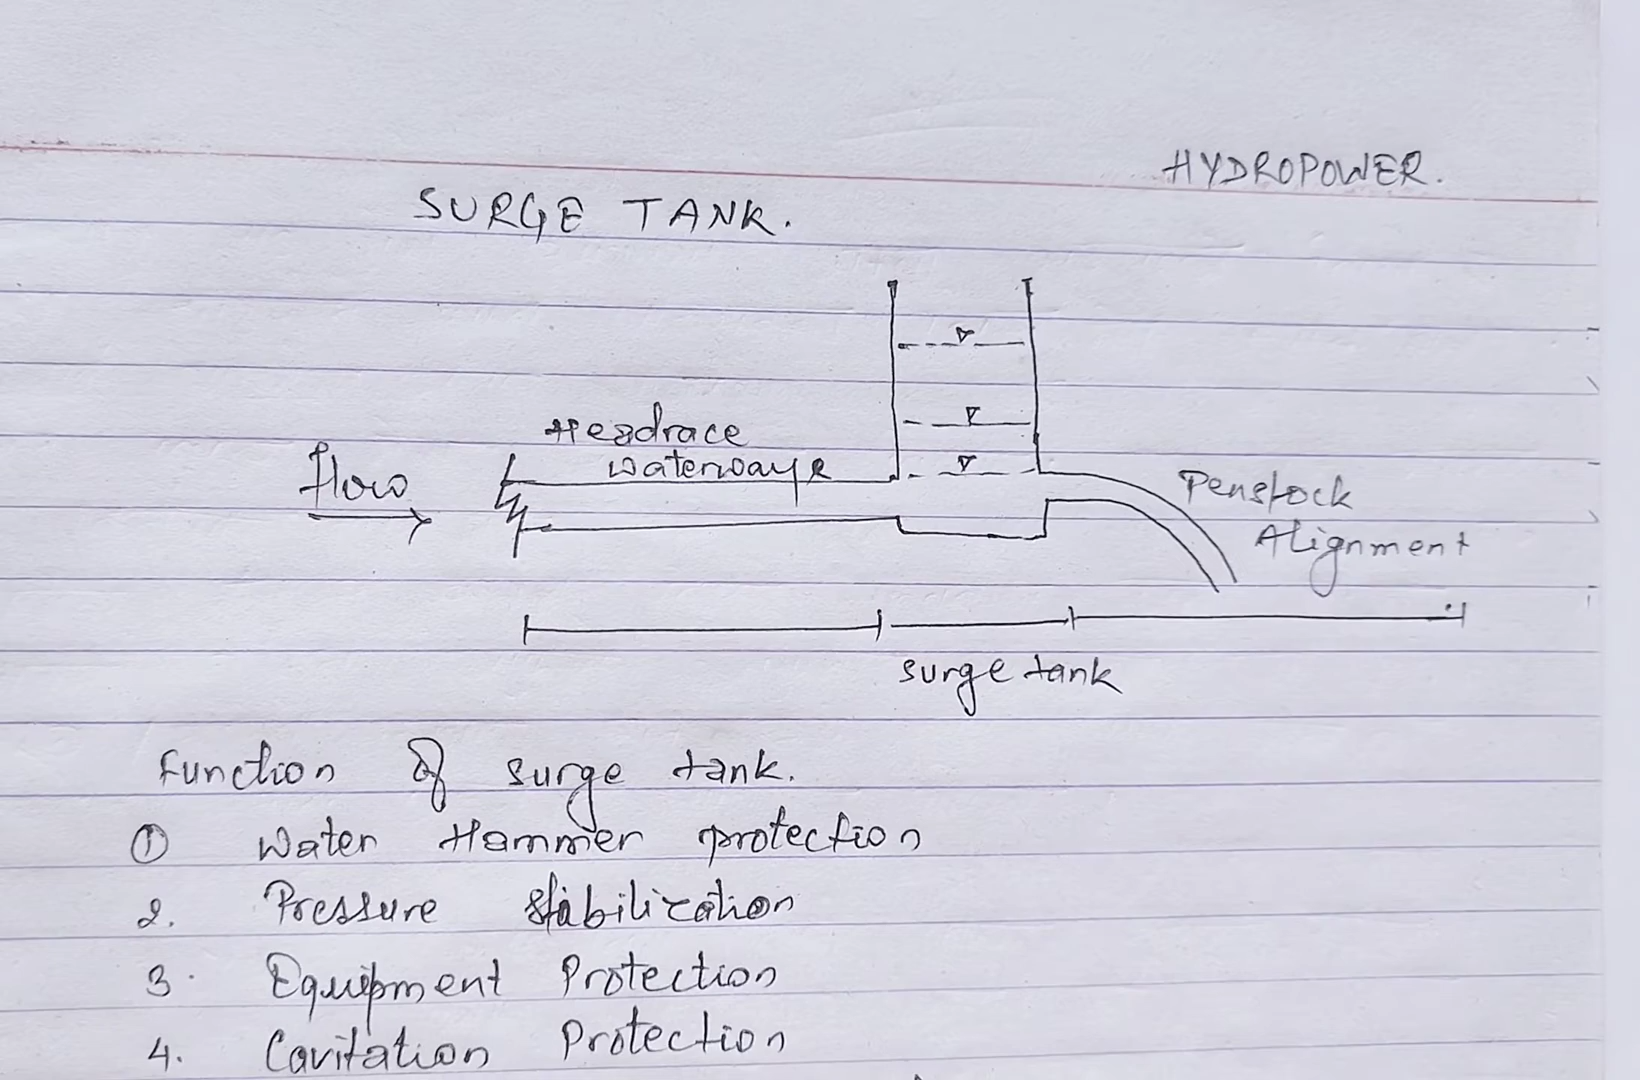 HYDROPOWER.
SURGE TANK.
Headrace
waterways
flow
Penstock
Alignment
surge tank
Function of surge tank.
① Water Hammer protection
2. Pressure stabilization
3. Equipment Protection
4. Cavitation Protection